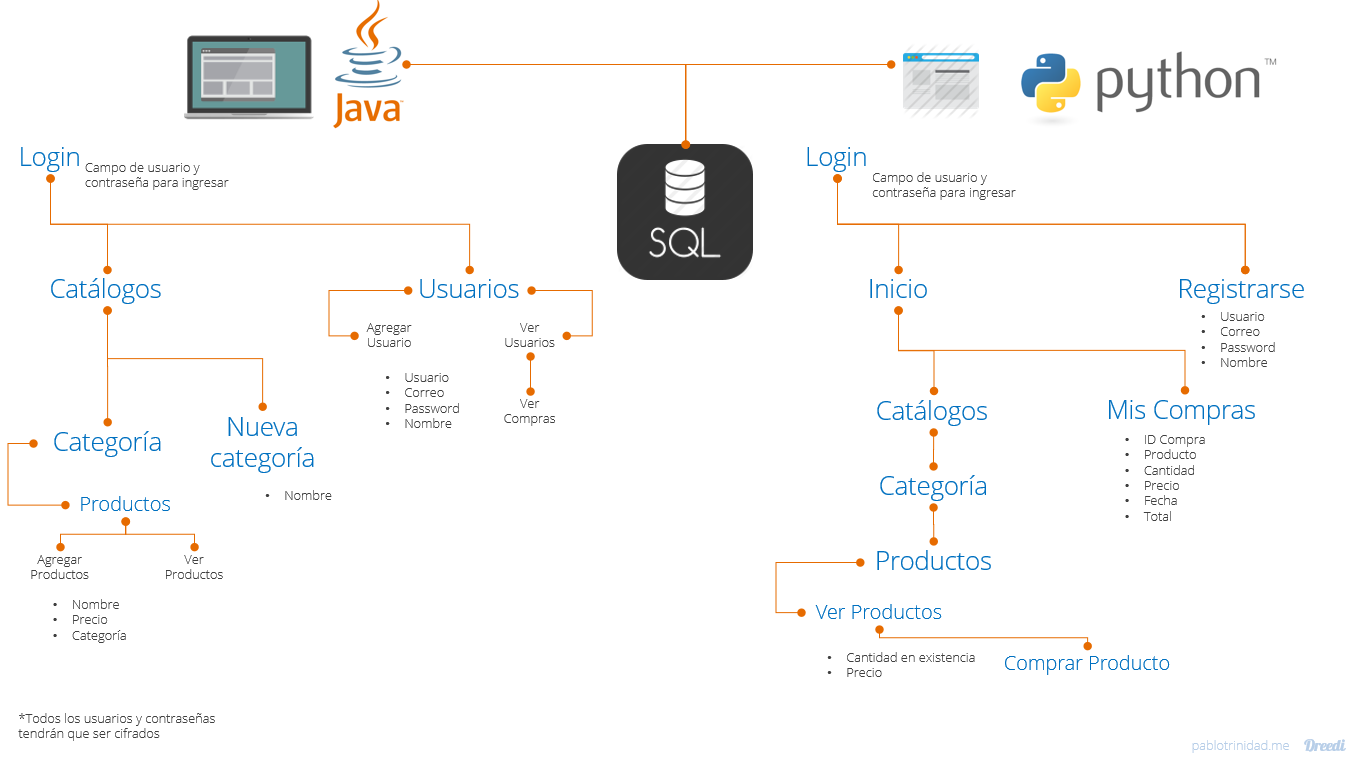 Java™
python™
SQL
Login
Campo de usuario y
contraseña para ingresar
Catálogos
Usuarios
Agregar
Usuario
• Usuario
• Correo
• Password
• Nombre
Ver
Usuarios
Ver
Compras
Categoría
Nueva
categoría
• Nombre
Productos
Agregar
Productos
Ver
Productos
• Nombre
• Precio
• Categoría
*Todos los usuarios y contraseñas
tendrán que ser cifrados
Login
Campo de usuario y
contraseña para ingresar
Inicio
Registrarse
• Usuario
• Correo
• Password
• Nombre
Catálogos
Mis Compras
• ID Compra
• Producto
• Cantidad
• Precio
• Fecha
• Total
Categoría
Productos
Ver Productos
• Cantidad en existencia
• Precio
Comprar Producto
pablotrinidad.me
Dreedi